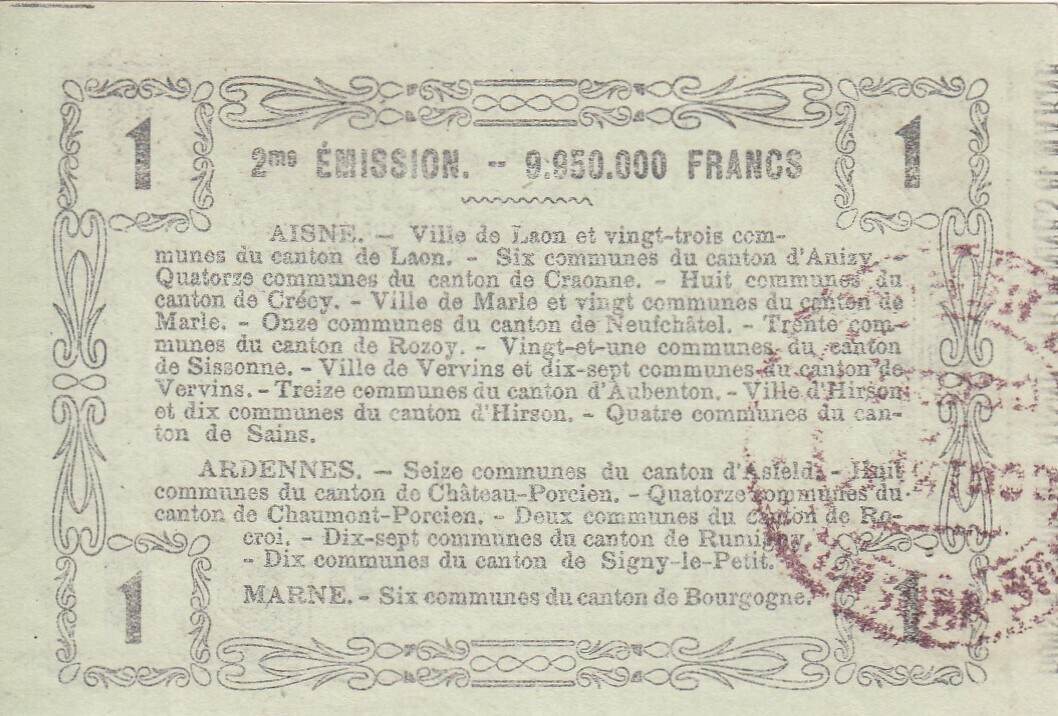 1 1
2me ÉMISSION. -- 9.950.000 FRANCS
AISNE. — Ville de Laon et vingt-trois com-
munes du canton de Laon. - Six communes du canton d'Anizy. -
Quatorze communes du canton de Craonne. - Huit communes du
canton de Crécy. - Ville de Marle et vingt communes du canton de
Marle. - Onze communes du canton de Neufchâtel. - Trente com-
munes du canton de Rozoy. - Vingt-et-une communes du canton
de Sissonne. - Ville de Vervins et dix-sept communes du canton de
Vervins. - Treize communes du canton d'Aubenton. - Ville d'Hirson
et dix communes du canton d'Hirson. - Quatre communes du can-
ton de Sains.
ARDENNES. — Seize communes du canton d'Asfeld. - Huit
communes du canton de Château-Porcien. - Quatorze communes du
canton de Chaumont-Porcien. - Deux communes du canton de Ro-
croi. - Dix-sept communes du canton de Rumigny.
- Dix communes du canton de Signy-le-Petit.
MARNE. - Six communes du canton de Bourgogne.
1 1